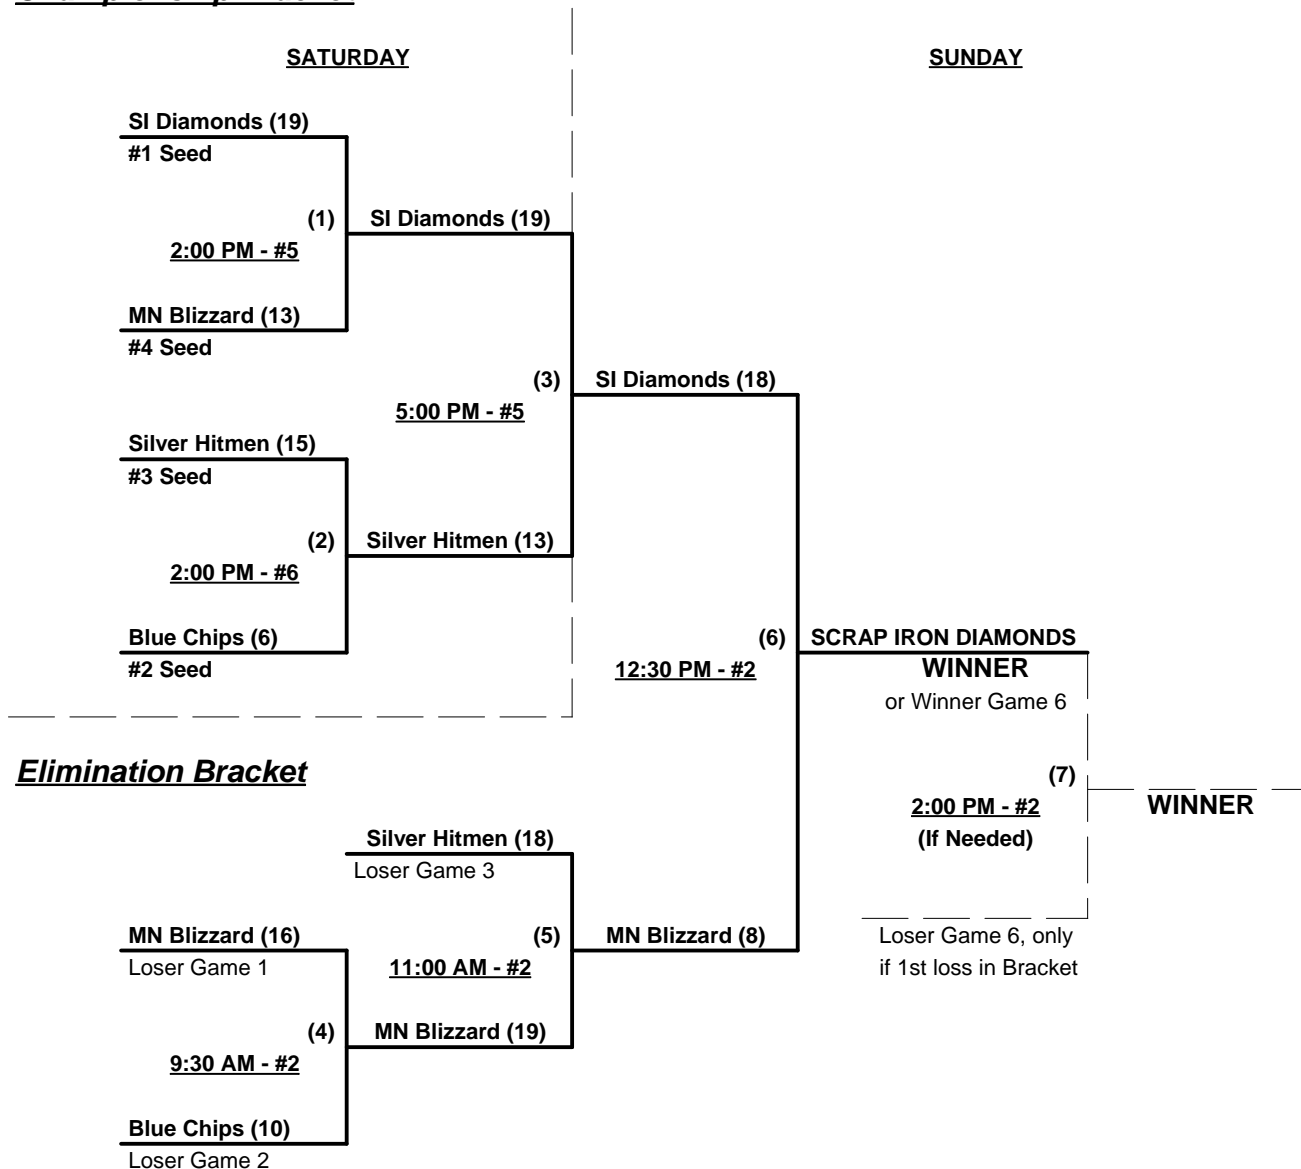 SATURDAY
SUNDAY
SI Diamonds (19)
#1 Seed
(1)
SI Diamonds (19)
2:00 PM - #5
MN Blizzard (13)
#4 Seed
(3)
SI Diamonds (18)
5:00 PM - #5
Silver Hitmen (15)
#3 Seed
(2)
Silver Hitmen (13)
2:00 PM - #6
Blue Chips (6)
#2 Seed
(6)
SCRAP IRON DIAMONDS
12:30 PM - #2
WINNER
or Winner Game 6
Elimination Bracket
(7)
2:00 PM - #2
WINNER
(If Needed)
Silver Hitmen (18)
Loser Game 3
MN Blizzard (16)
Loser Game 1
(5)
MN Blizzard (8)
11:00 AM - #2
Loser Game 6, only
if 1st loss in Bracket
(4)
MN Blizzard (19)
9:30 AM - #2
Blue Chips (10)
Loser Game 2